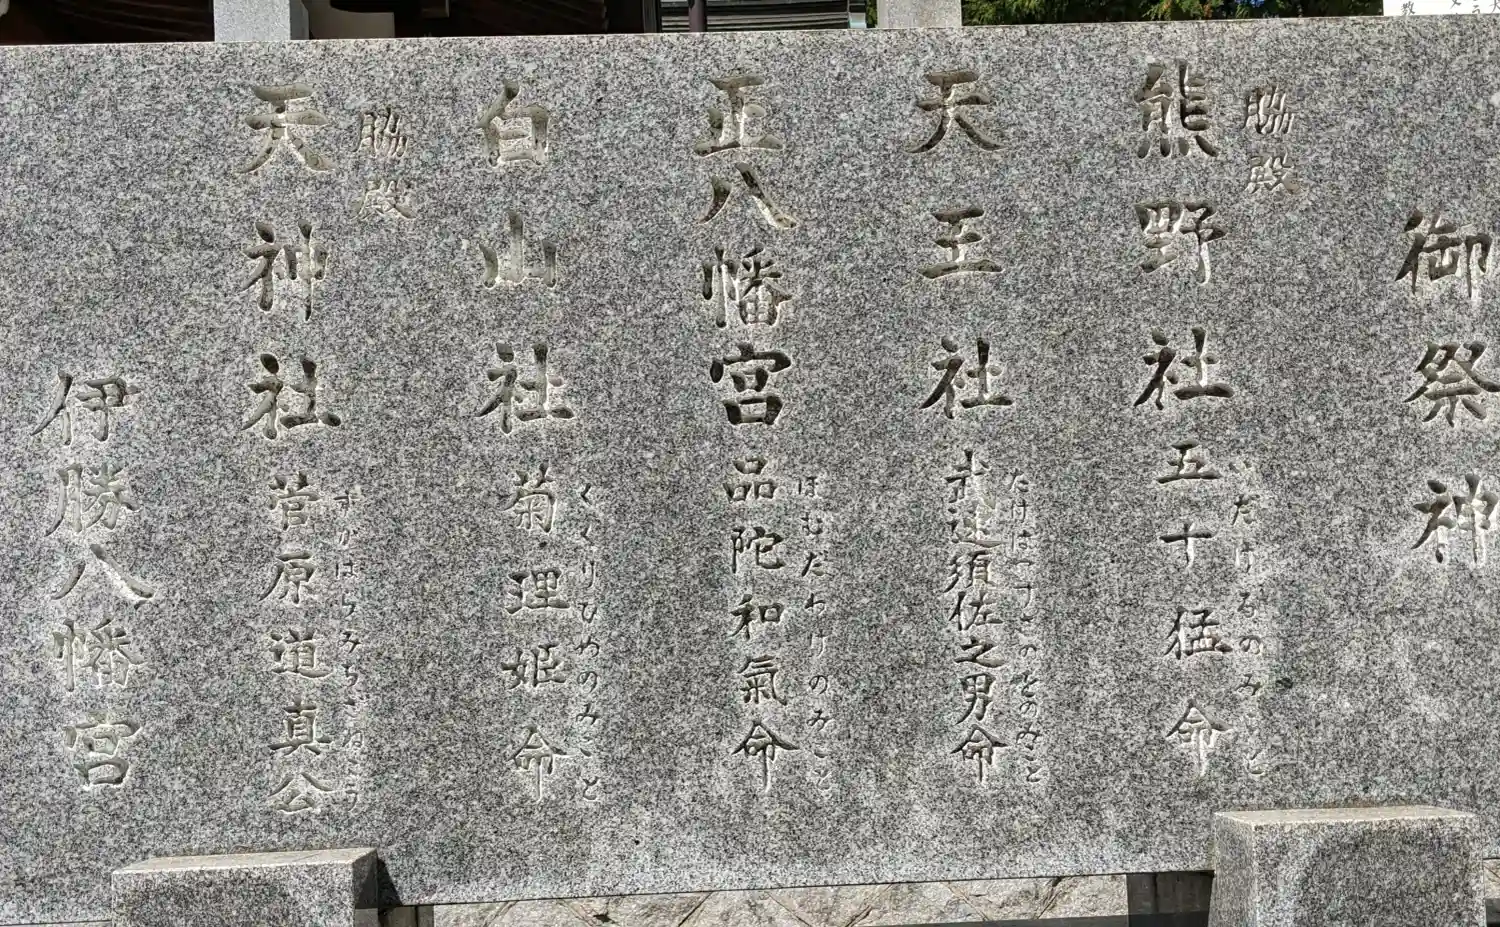 御祭神
脇殿
熊野社 五十猛命
いたけるのみこと
天王社 武速須佐之男命
たけはやすさのをのみこと
正八幡宮 品陀和氣命
ほむだわけのみこと
白山社 菊理姫命
くくりひめのみこと
脇殿
天神社 菅原道真公
すがはらみちざねこう
伊勝八幡宮